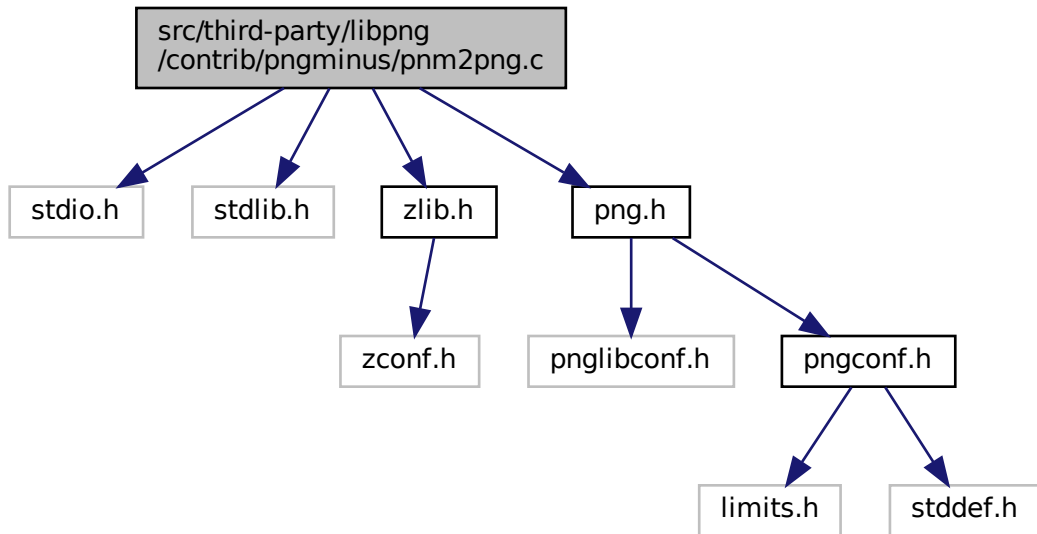 src/third-party/libpng
/contrib/pngminus/pnm2png.c
stdio.h
stdlib.h
zlib.h
png.h
zconf.h
pnglibconf.h
pngconf.h
limits.h
stddef.h